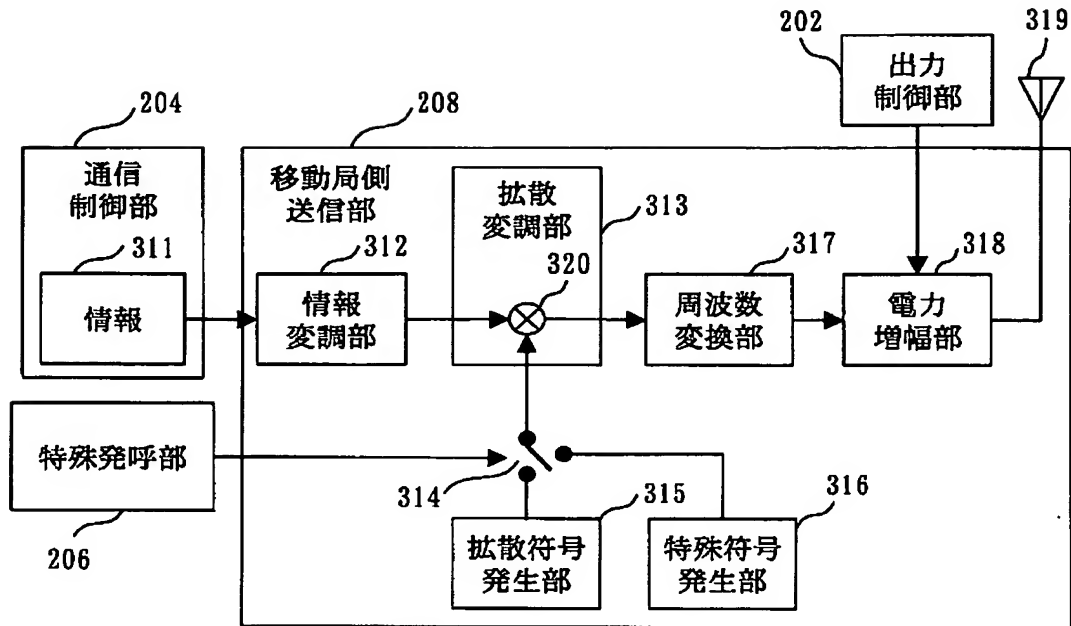 319
202
出力
制御部
204
208
通信
制御部
移動局側
送信部
拡散
変調部
313
311
312
320
317
318
情報
情報
変調部
周波数
変換部
電力
増幅部
特殊発呼部
314
315
316
206
拡散符号
発生部
特殊符号
発生部